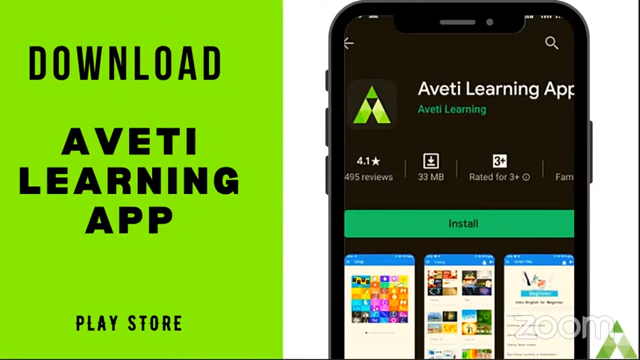 DOWNLOAD
AVETI
LEARNING
APP
PLAY STORE
Aveti Learning App
Aveti Learning
4.1★
495 reviews
33 MB
3+
Rated for 3+
Fam
Install
zoom